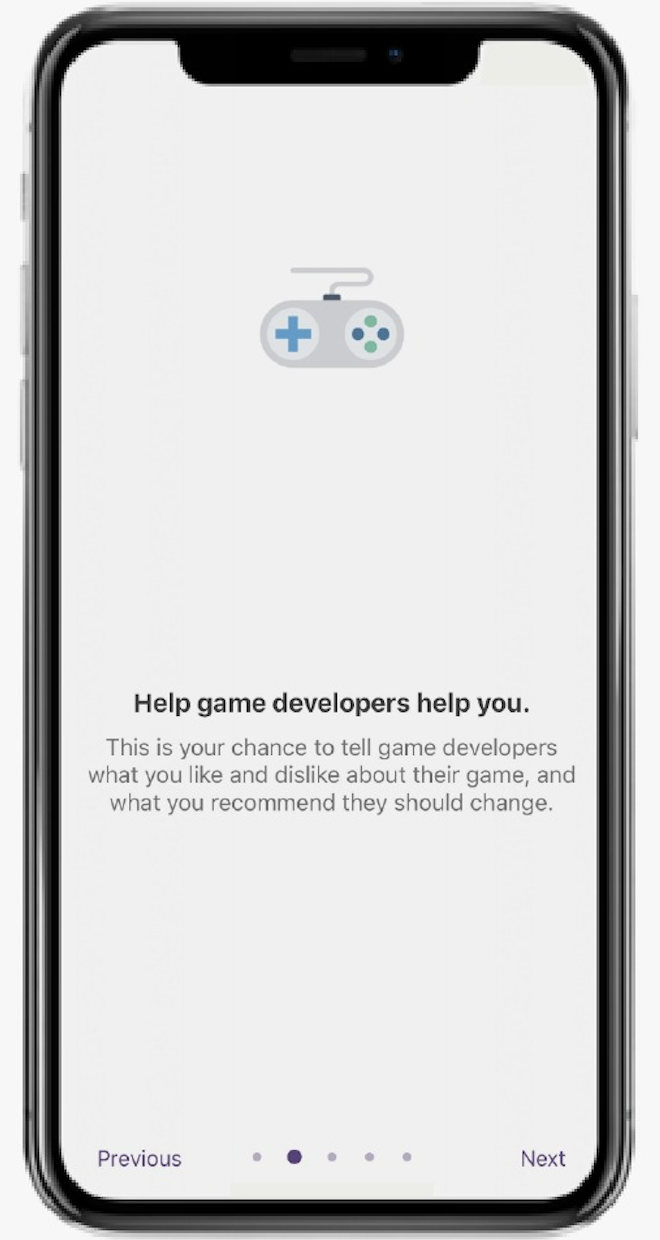 Help game developers help you.
This is your chance to tell game developers
what you like and dislike about their game, and
what you recommend they should change.
Previous
Next